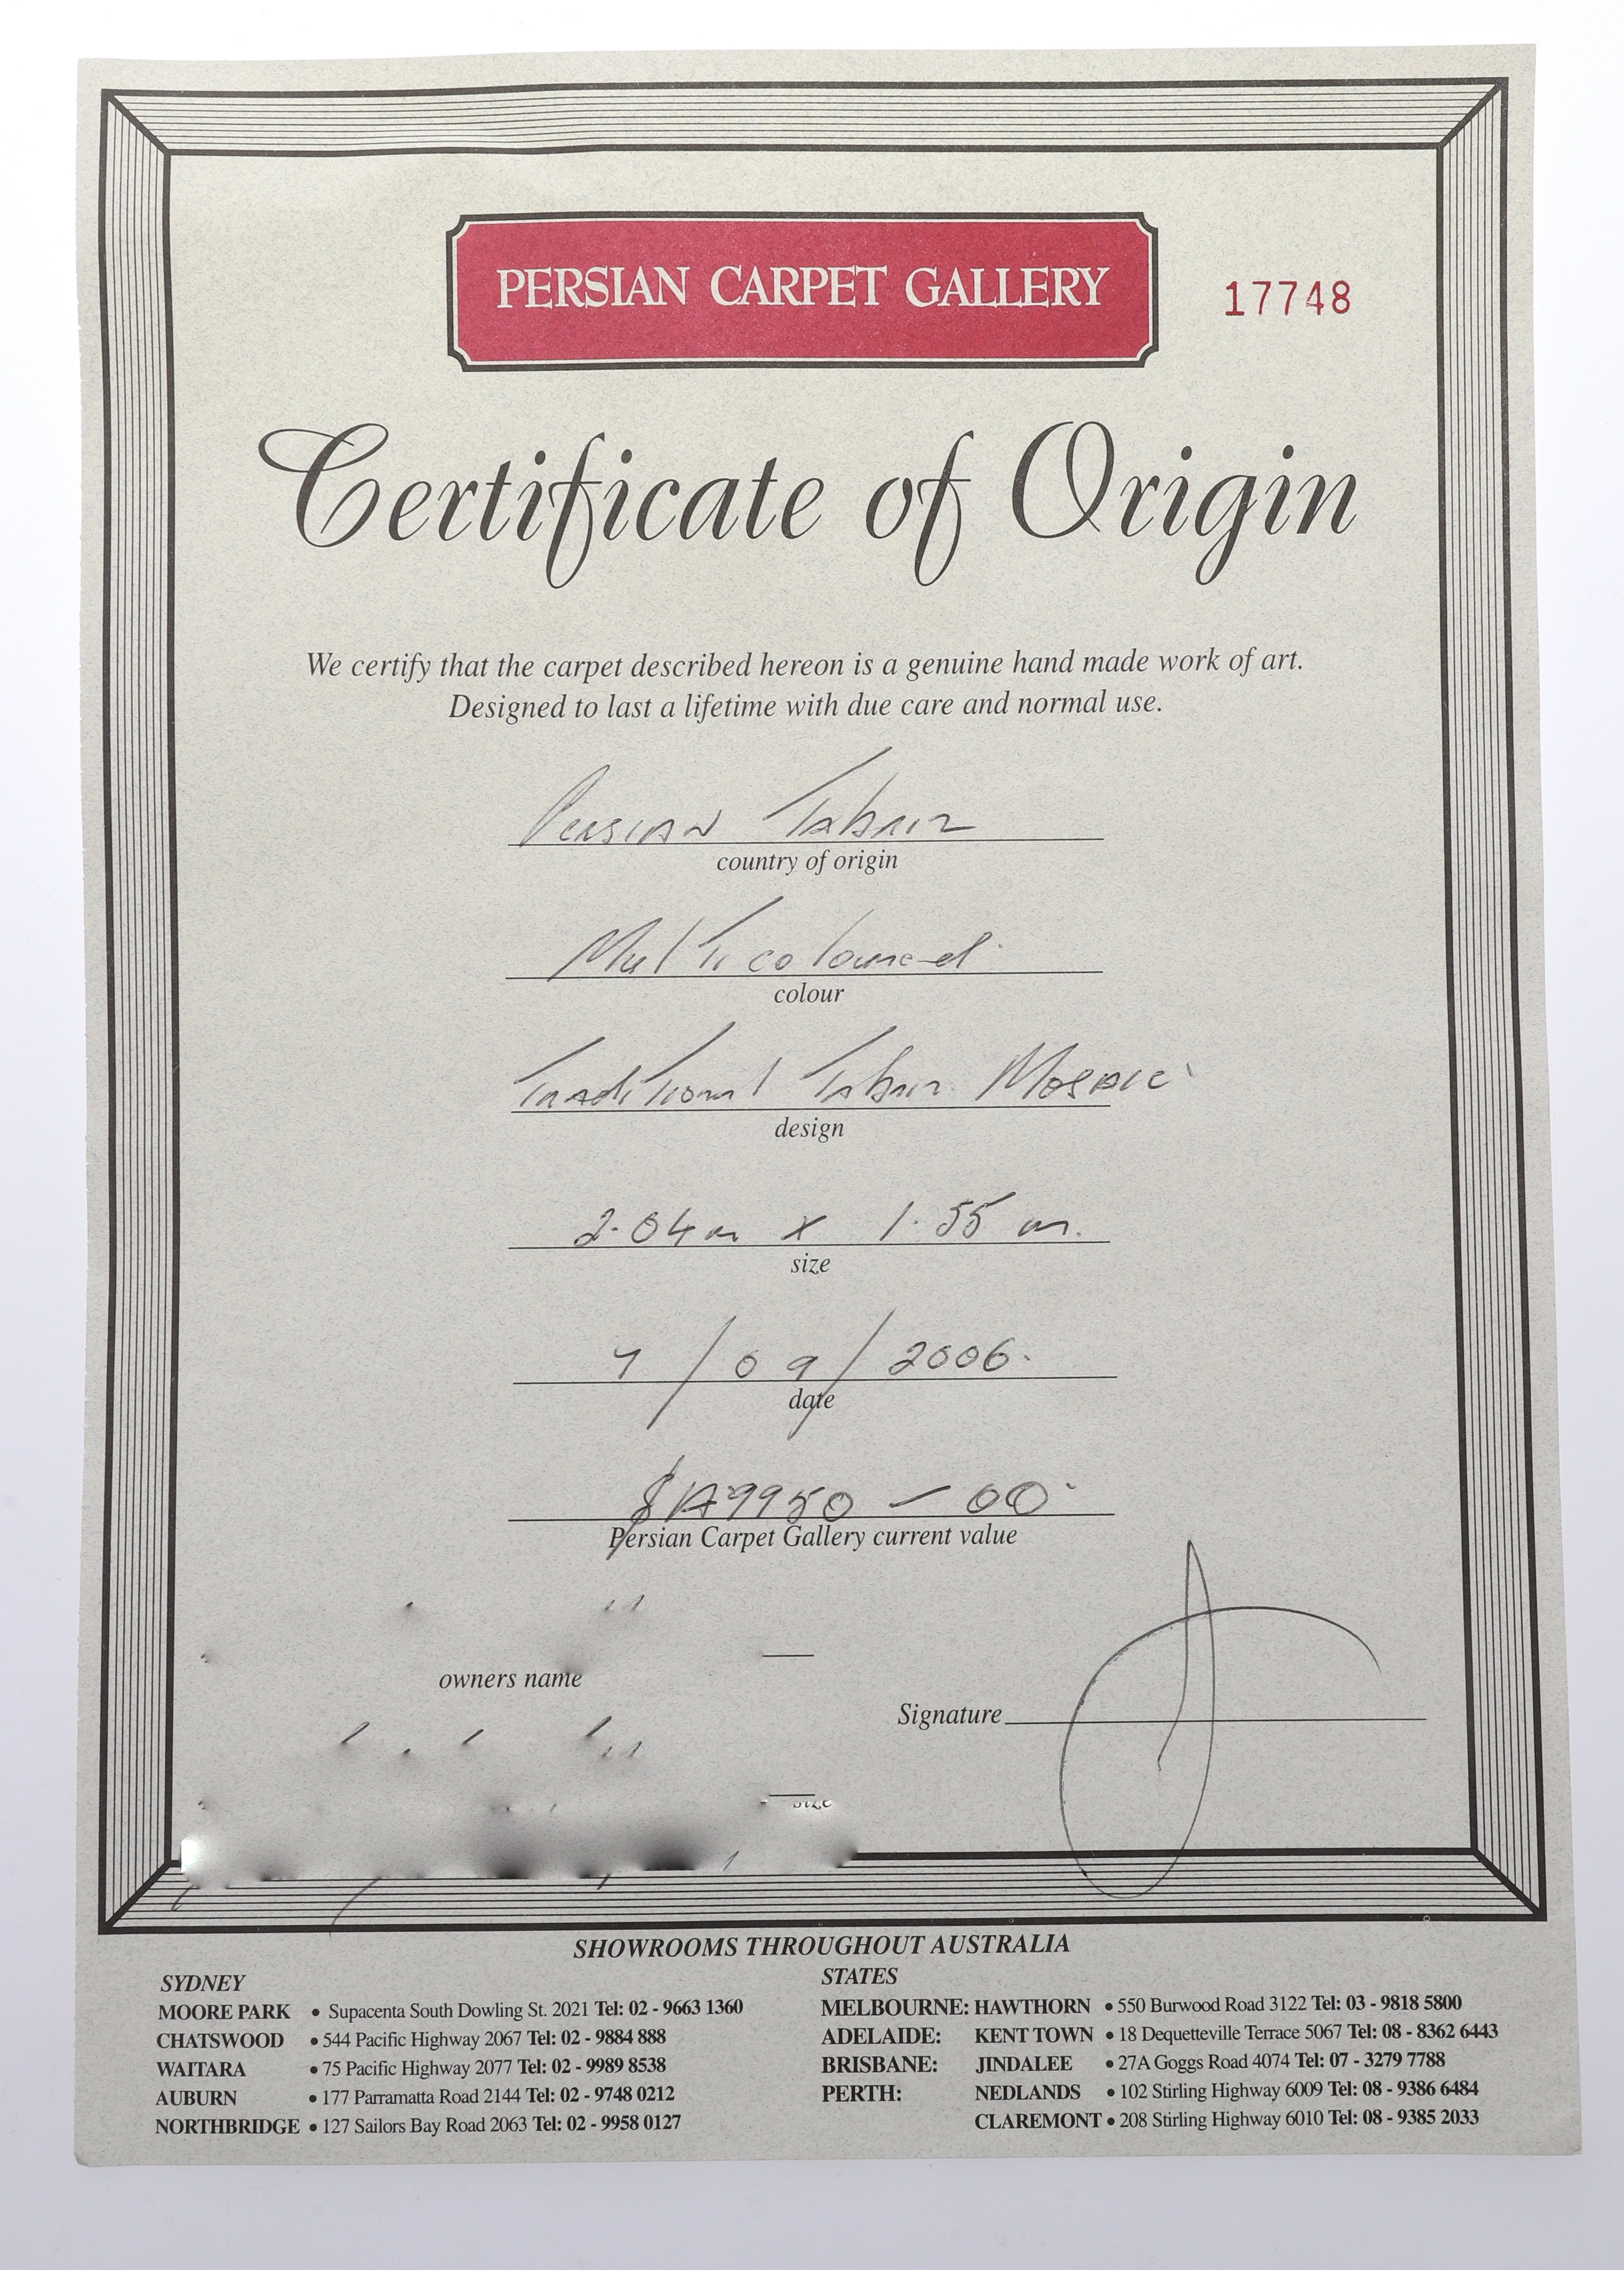 PERSIAN CARPET GALLERY
17748
Certificate of Origin
We certify that the carpet described hereon is a genuine hand made work of art.
Designed to last a lifetime with due care and normal use.
Persian Tabriz
country of origin
Multicoloured
colour
Traditional Tabriz Mosaic
design
2.04m x 1.55 m.
size
7/09/2006.
date
$A9950 - 00
Persian Carpet Gallery current value
owners name
Signature
size
SHOWROOMS THROUGHOUT AUSTRALIA
SYDNEY
MOORE PARK • Supacenta South Dowling St. 2021 Tel: 02 - 9663 1360
CHATSWOOD • 544 Pacific Highway 2067 Tel: 02 - 9884 888
WAITARA • 75 Pacific Highway 2077 Tel: 02 - 9989 8538
AUBURN • 177 Parramatta Road 2144 Tel: 02 - 9748 0212
NORTHBRIDGE • 127 Sailors Bay Road 2063 Tel: 02 - 9958 0127
STATES
MELBOURNE: HAWTHORN • 550 Burwood Road 3122 Tel: 03 - 9818 5800
ADELAIDE: KENT TOWN • 18 Dequetteville Terrace 5067 Tel: 08 - 8362 6443
BRISBANE: JINDALEE • 27A Goggs Road 4074 Tel: 07 - 3279 7788
PERTH: NEDLANDS • 102 Stirling Highway 6009 Tel: 08 - 9386 6484
CLAREMONT • 208 Stirling Highway 6010 Tel: 08 - 9385 2033